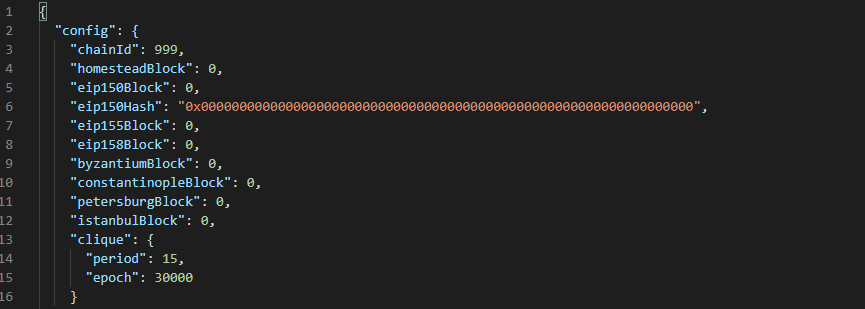 1 {
2 "config": {
3 "chainId": 999,
4 "homesteadBlock": 0,
5 "eip150Block": 0,
6 "eip150Hash": "0x0000000000000000000000000000000000000000000000000000000000000000",
7 "eip155Block": 0,
8 "eip158Block": 0,
9 "byzantiumBlock": 0,
10 "constantinopleBlock": 0,
11 "petersburgBlock": 0,
12 "istanbulBlock": 0,
13 "clique": {
14 "period": 15,
15 "epoch": 30000
16 }